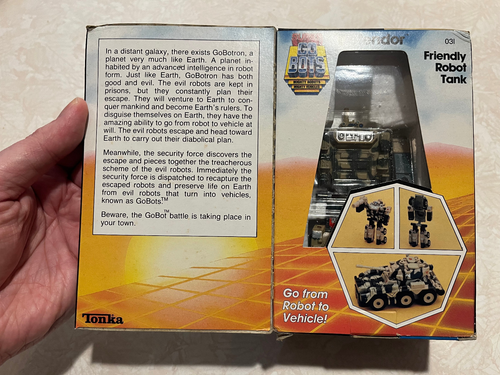 In a distant galaxy, there exists GoBotron, a
planet very much like Earth. A planet in-
habited by an advanced intelligence in robot
form. Just like Earth, GoBotron has both
good and evil. The evil robots are kept in
prisons, but they constantly plan their
escape. They will venture to Earth to con-
quer mankind and become Earth's rulers. To
disguise themselves on Earth, they have the
amazing ability to go from robot to vehicle at
will. The evil robots escape and head toward
Earth to carry out their diabolical plan.
Meanwhile, the security force discovers the
escape and pieces together the treacherous
scheme of the evil robots. Immediately the
security force is dispatched to recapture the
escaped robots and preserve life on Earth
from evil robots that turn into vehicles,
known as GoBots.™
Beware, the GoBot™ battle is taking place in
your town.
Tonka
GO
BOTS
031
Friendly
Robot
Tank
Go from
Robot to
Vehicle!